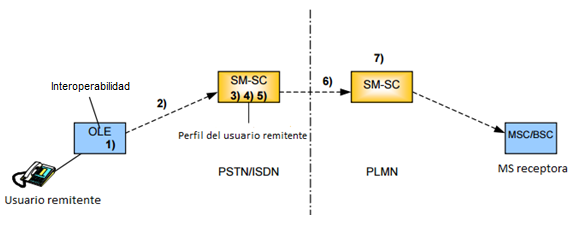 Interoperabilidad
2)
SM-SC
3) 4) 5)
6)
7)
SM-SC
OLE
1)
Perfil del usuario remitente
MSC/BSC
PSTN/ISDN
PLMN
MS receptora
Usuario remitente